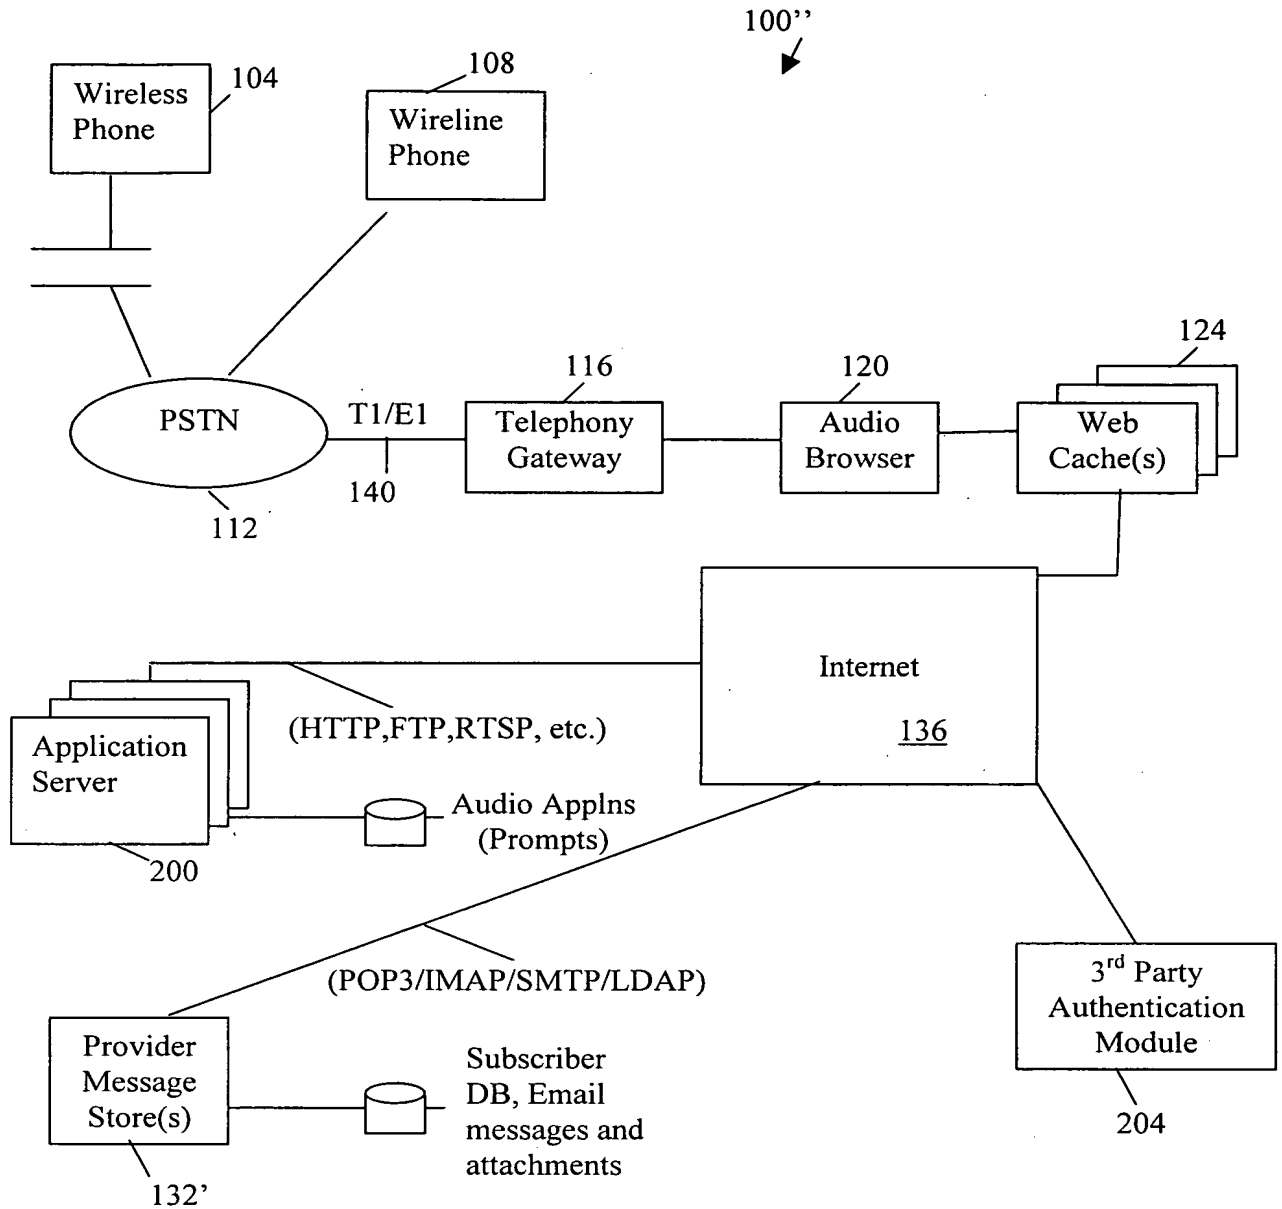 100’’
Wireless
Phone
104
108
Wireline
Phone
PSTN
112
T1/E1
140
116
Telephony
Gateway
120
Audio
Browser
124
Web
Cache(s)
Internet
136
(HTTP,FTP,RTSP, etc.)
Application
Server
200
Audio Applns
(Prompts)
(POP3/IMAP/SMTP/LDAP)
Provider
Message
Store(s)
132’
Subscriber
DB, Email
messages and
attachments
3rd Party
Authentication
Module
204